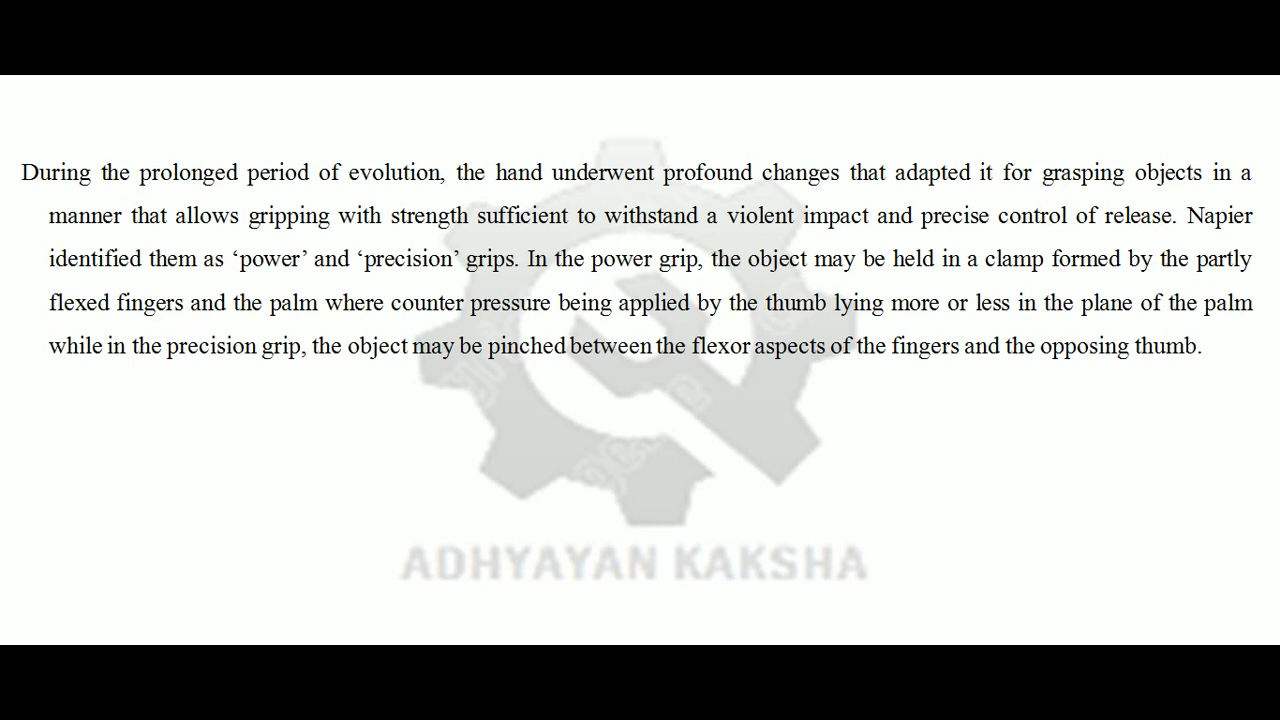 During the prolonged period of evolution, the hand underwent profound changes that adapted it for grasping objects in a
manner that allows gripping with strength sufficient to withstand a violent impact and precise control of release. Napier
identified them as ‘power’ and ‘precision’ grips. In the power grip, the object may be held in a clamp formed by the partly
flexed fingers and the palm where counter pressure being applied by the thumb lying more or less in the plane of the palm
while in the precision grip, the object may be pinched between the flexor aspects of the fingers and the opposing thumb.
ADHYAYAN KAKSHA